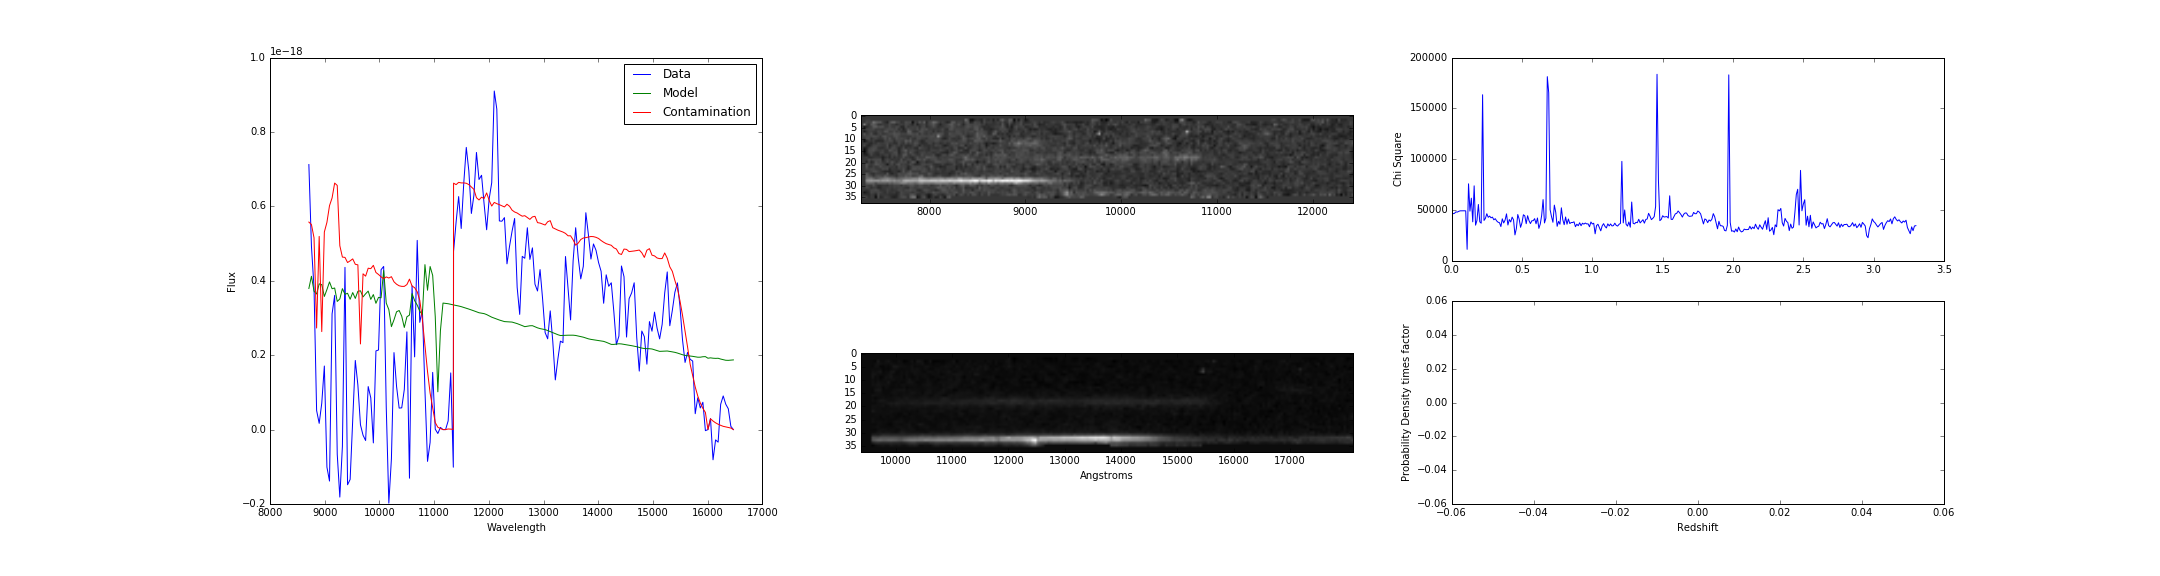 1e−18
1.0
0.8
0.6
0.4
0.2
0.0
−0.2
Flux
8000 9000 10000 11000 12000 13000 14000 15000 16000 17000
Wavelength
Data
Model
Contamination
0
5
10
15
20
25
30
35
8000 9000 10000 11000 12000
0
5
10
15
20
25
30
35
10000 11000 12000 13000 14000 15000 16000 17000
Angstroms
200000
150000
100000
50000
0
Chi Square
0.0 0.5 1.0 1.5 2.0 2.5 3.0 3.5
0.06
0.04
0.02
0.00
−0.02
−0.04
−0.06
Probability Density times factor
−0.06 −0.04 −0.02 0.00 0.02 0.04 0.06
Redshift